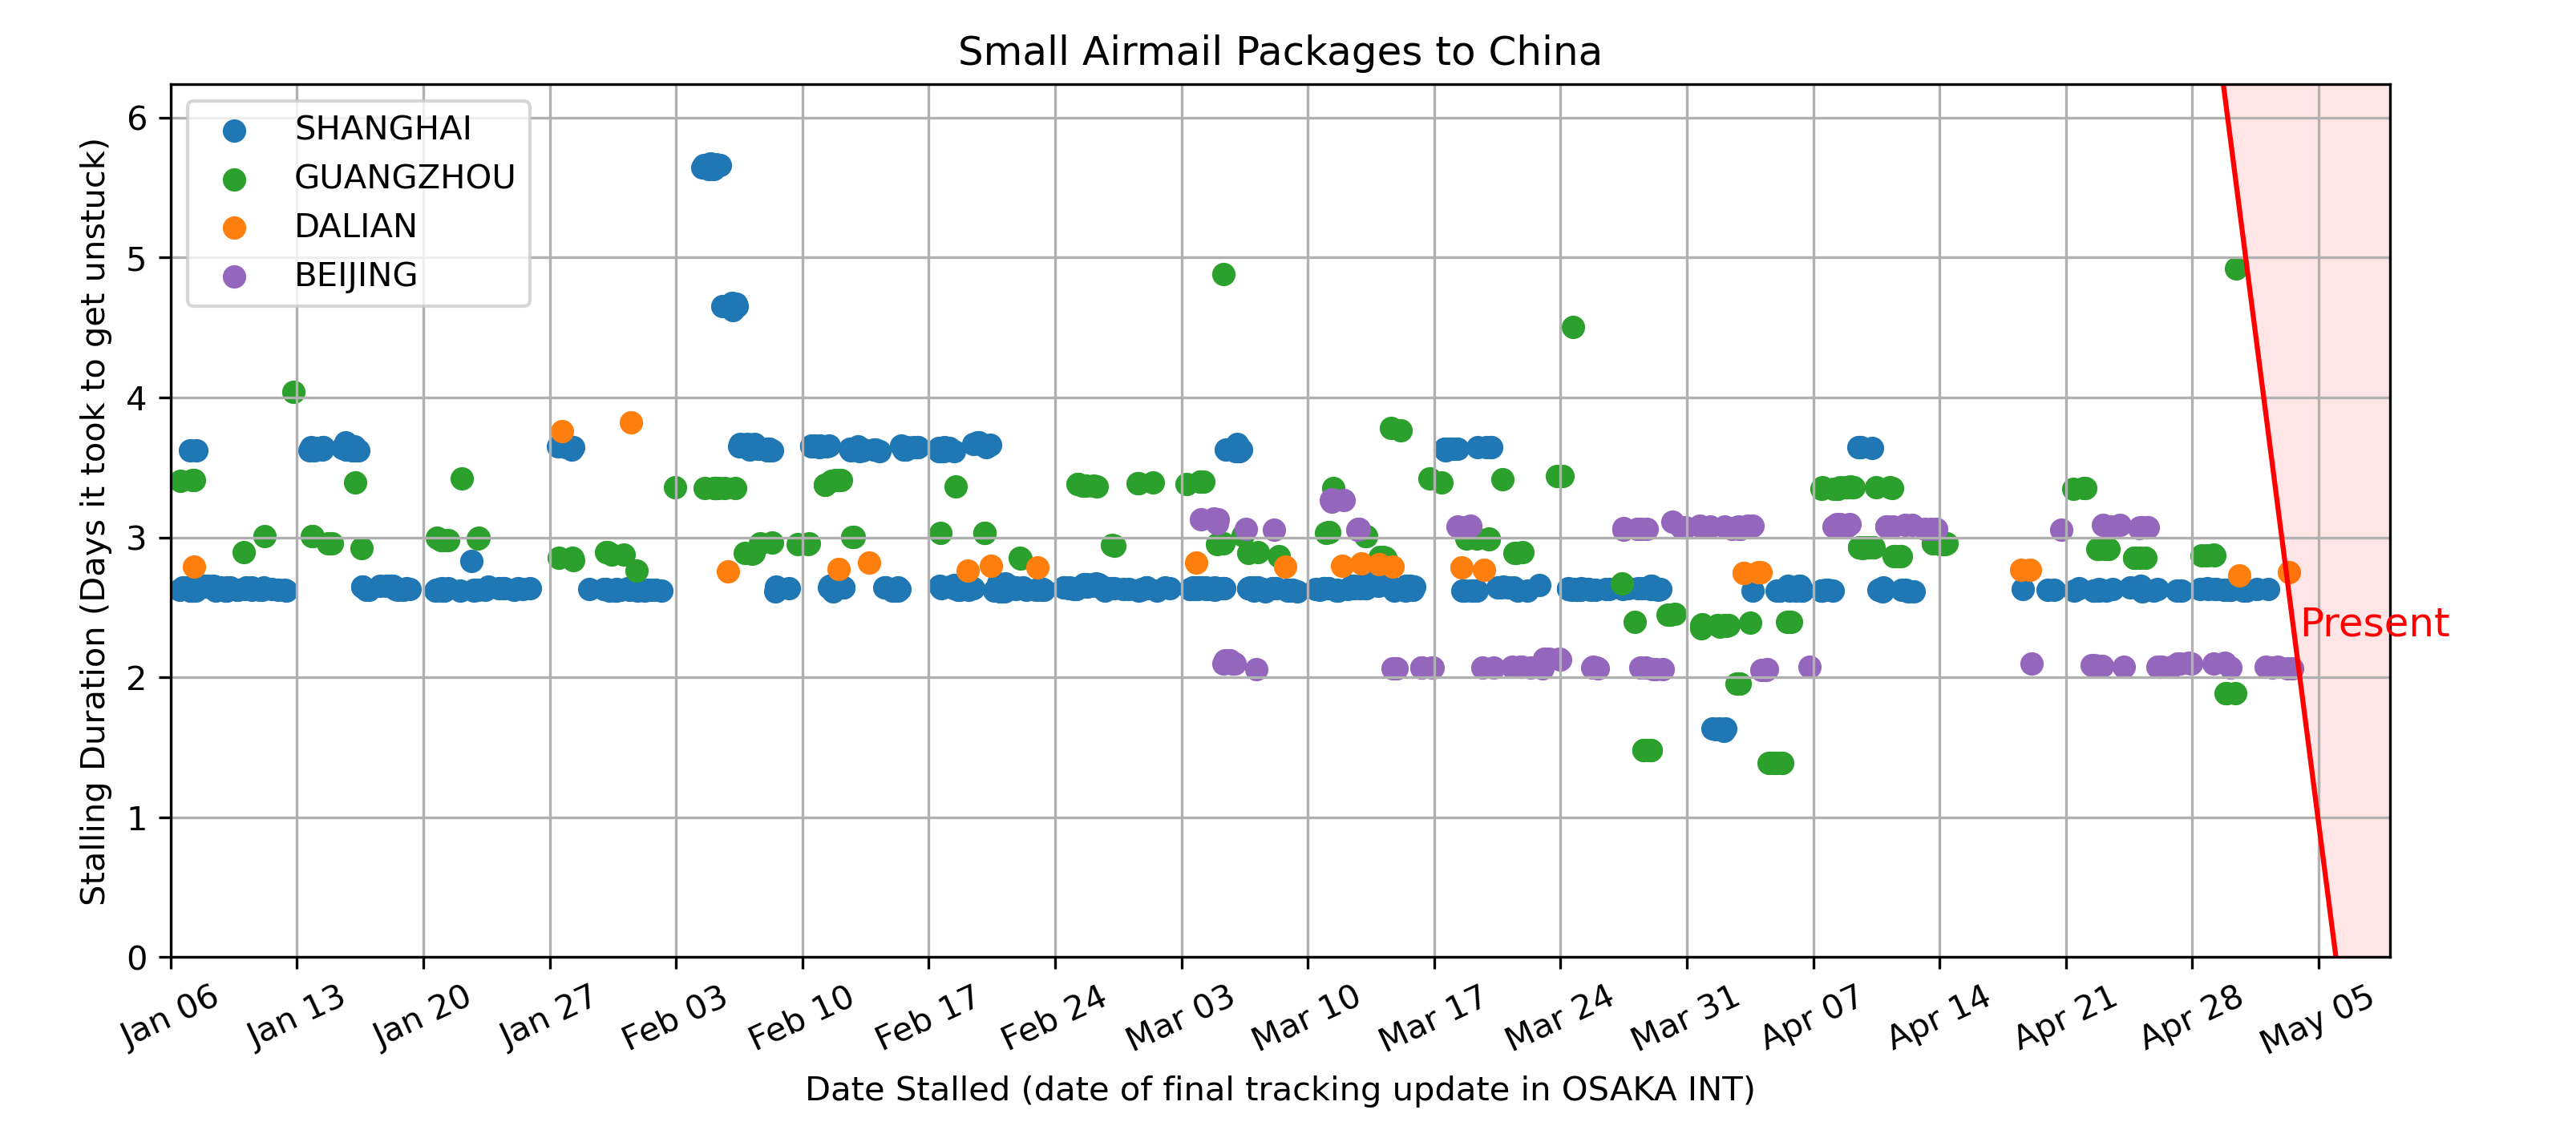 Small Airmail Packages to China
SHANGHAI
GUANGZHOU
DALIAN
BEIJING
Stalling Duration (Days it took to get unstuck)
6
5
4
3
2
1
0
Present
Jan 06
Jan 13
Jan 20
Jan 27
Feb 03
Feb 10
Feb 17
Feb 24
Mar 03
Mar 10
Mar 17
Mar 24
Mar 31
Apr 07
Apr 14
Apr 21
Apr 28
May 05
Date Stalled (date of final tracking update in OSAKA INT)